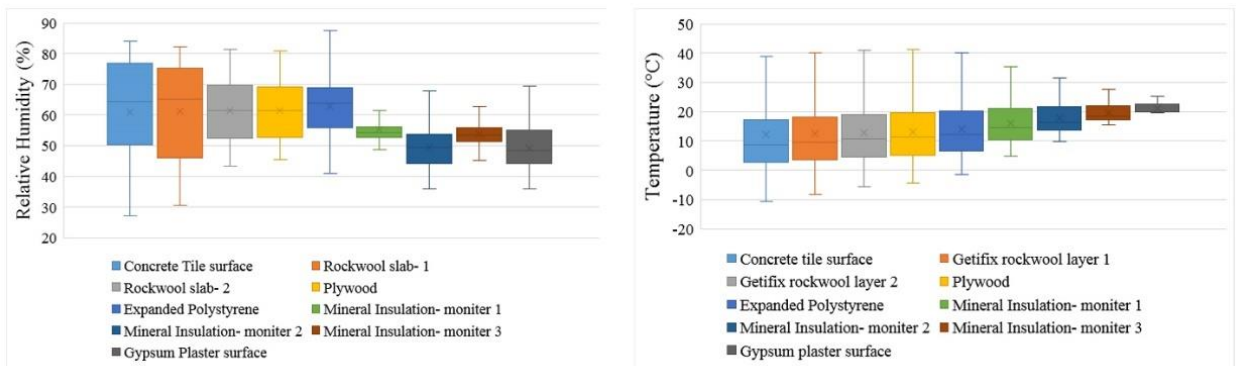 Relative Humidity (%)
90
80
70
60
50
40
30
20
Concrete Tile surface
Rockwool slab- 1
Rockwool slab- 2
Plywood
Expanded Polystyrene
Mineral Insulation- moniter 1
Mineral Insulation- moniter 2
Mineral Insulation- moniter 3
Gypsum Plaster surface
Temperature (°C)
50
40
30
20
10
0
-10
-20
Concrete tile surface
Getifix rockwool layer 1
Getifix rockwool layer 2
Plywood
Expanded Polystyrene
Mineral Insulation- moniter 1
Mineral Insulation- moniter 2
Mineral Insulation- moniter 3
Gypsum plaster surface